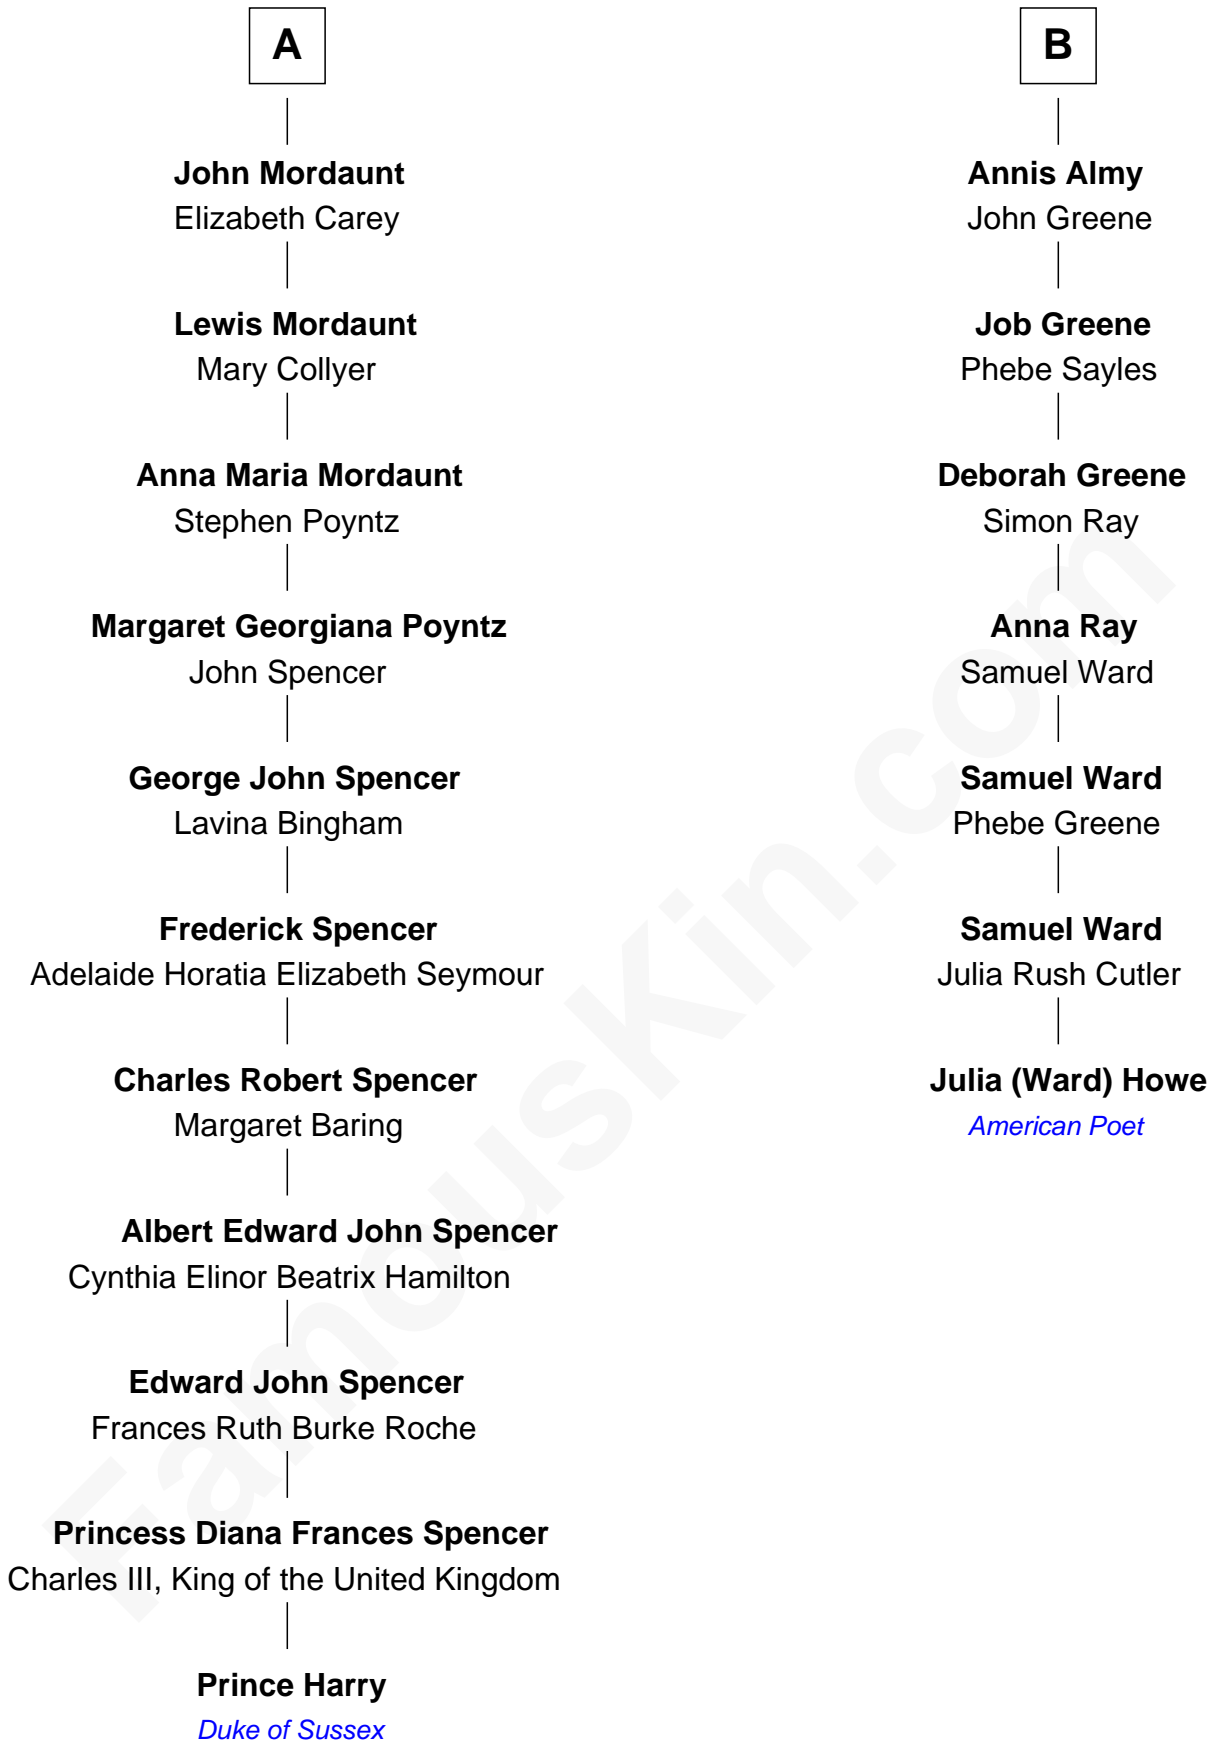 A
John Mordaunt
Elizabeth Carey
Lewis Mordaunt
Mary Collyer
Anna Maria Mordaunt
Stephen Poyntz
Margaret Georgiana Poyntz
John Spencer
George John Spencer
Lavina Bingham
Frederick Spencer
Adelaide Horatia Elizabeth Seymour
Charles Robert Spencer
Margaret Baring
Albert Edward John Spencer
Cynthia Elinor Beatrix Hamilton
Edward John Spencer
Frances Ruth Burke Roche
Princess Diana Frances Spencer
Charles III, King of the United Kingdom
Prince Harry
Duke of Sussex
B
Annis Almy
John Greene
Job Greene
Phebe Sayles
Deborah Greene
Simon Ray
Anna Ray
Samuel Ward
Samuel Ward
Phebe Greene
Samuel Ward
Julia Rush Cutler
Julia (Ward) Howe
American Poet
FamousKin.com